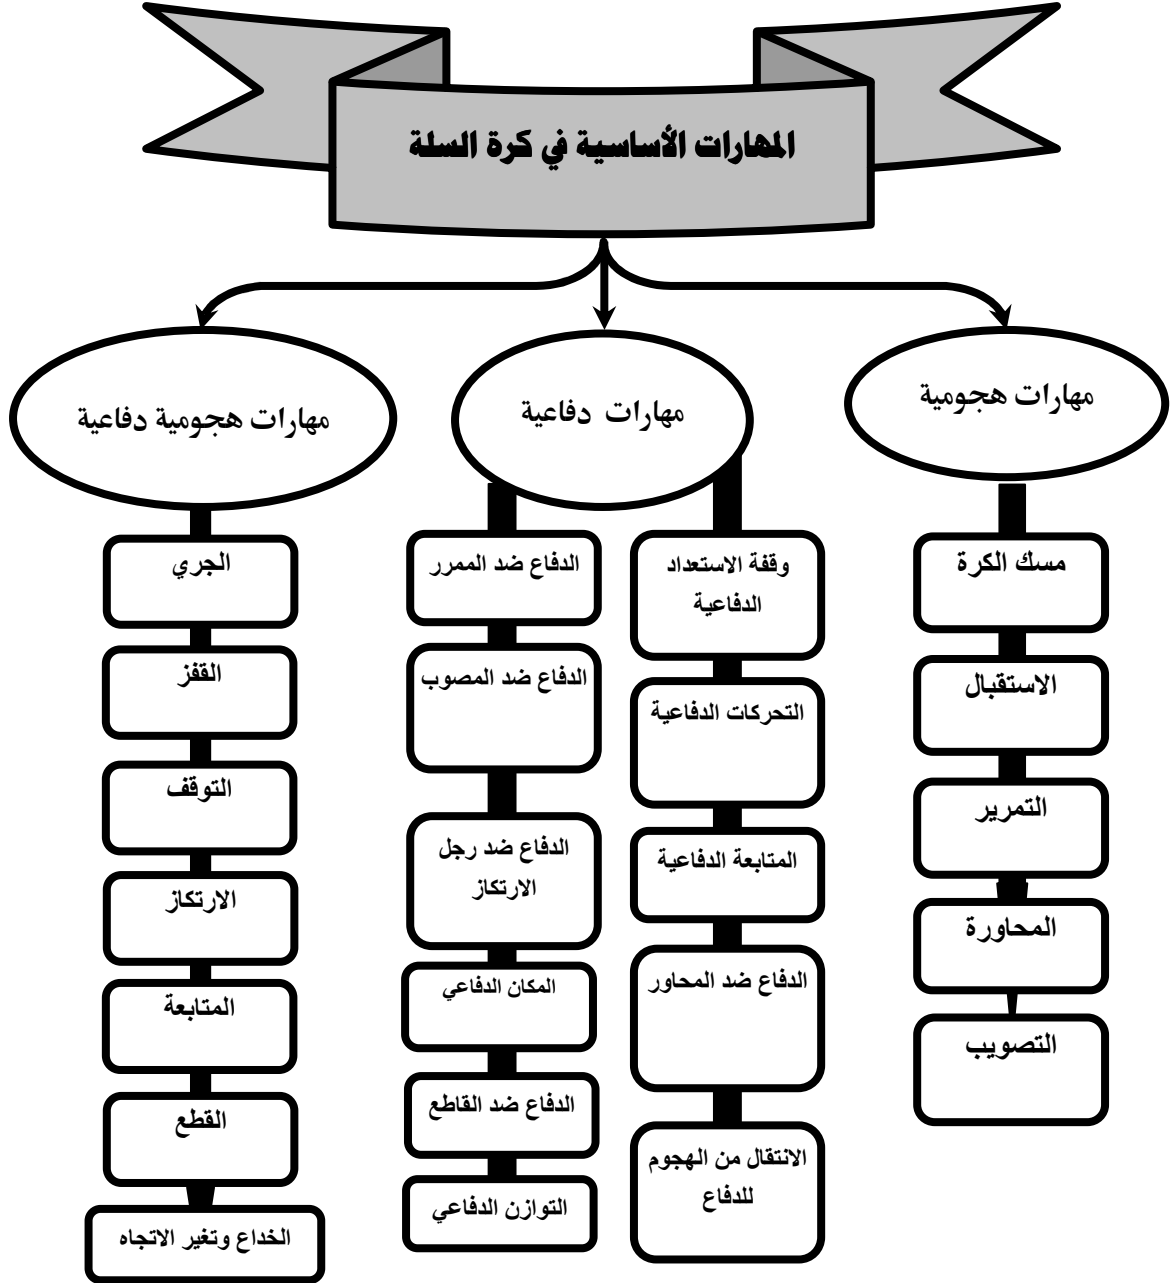 المهارات الأساسية في كرة السلة
مهارات هجومية
مسك الكرة
الاستقبال
التمرير
المحاورة
التصويب
مهارات دفاعية
وقفة الاستعداد
الدفاعية
التحركات الدفاعية
المتابعة الدفاعية
الدفاع ضد المحاور
الانتقال من الهجوم
للدفاع
الدفاع ضد الممرر
الدفاع ضد المصوب
الدفاع ضد رجل
الارتكاز
المكان الدفاعي
الدفاع ضد القاطع
التوازن الدفاعي
مهارات هجومية دفاعية
الجري
القفز
التوقف
الارتكاز
المتابعة
القطع
الخداع وتغير الاتجاه